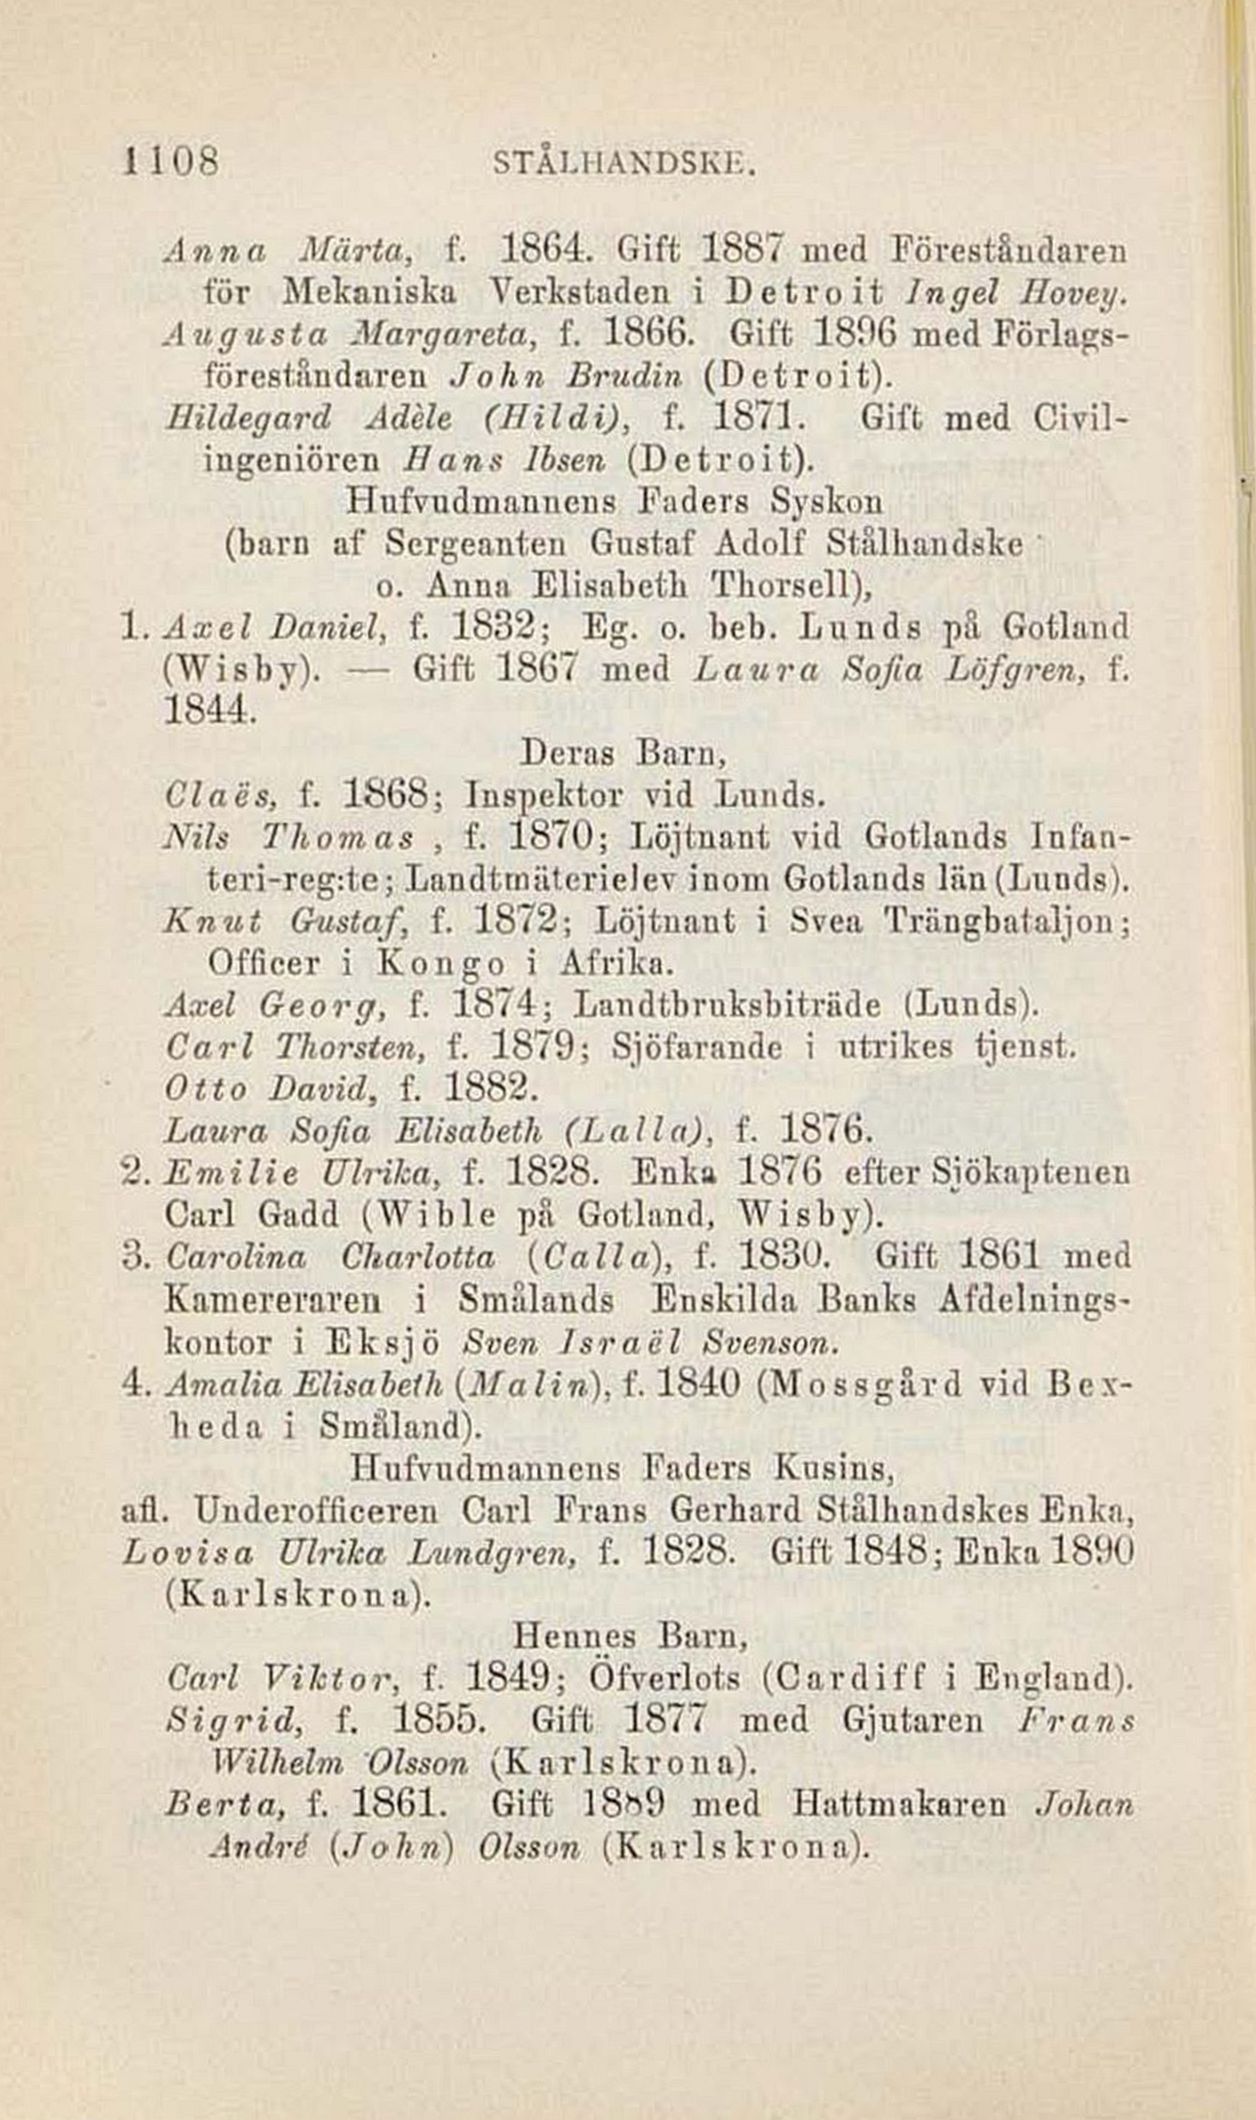 1108 STÅLHANDSKE.
Anna Märta, f. 1864. Gift 1887 med Föreståndaren
för Mekaniska Verkstaden i Detroit Ingel Hovey.
Augusta Margareta, f. 1866. Gift 1896 med Förlags-
föreståndaren John Brudin (Detroit).
Hildegard Adèle (Hildi), f. 1871. Gift med Civil-
ingeniören Hans Ibsen (Detroit).
Hufvudmannens Faders Syskon
(barn af Sergeanten Gustaf Adolf Stålhandske
o. Anna Elisabeth Thorsell),
1. Axel Daniel, f. 1832; Eg. o. beb. Lunds på Gotland
(Wisby). — Gift 1867 med Laura Sofia Löfgren, f.
1844.
Deras Barn,
Claës, f. 1868; Inspektor vid Lunds.
Nils Thomas , f. 1870; Löjtnant vid Gotlands Infan-
teri-reg:te; Landtmäterielev inom Gotlands län (Lunds).
Knut Gustaf, f. 1872; Löjtnant i Svea Trängbataljon;
Officer i Kongo i Afrika.
Axel Georg, f. 1874; Landtbruksbiträde (Lunds).
Carl Thorsten, f. 1879; Sjöfarande i utrikes tjenst.
Otto David, f. 1882.
Laura Sofia Elisabeth (Lalla), f. 1876.
2. Emilie Ulrika, f. 1828. Enka 1876 efter Sjökaptenen
Carl Gadd (Wible på Gotland, Wisby).
3. Carolina Charlotta (Calla), f. 1830. Gift 1861 med
Kamereraren i Smålands Enskilda Banks Afdelnings-
kontor i Eksjö Sven Israël Svenson.
4. Amalia Elisabeth (Malin), f. 1840 (Mossgård vid Bex-
heda i Småland).
Hufvudmannens Faders Kusins,
afl. Underofficeren Carl Frans Gerhard Stålhandskes Enka,
Lovisa Ulrika Lundgren, f. 1828. Gift 1848; Enka 1890
(Karlskrona).
Hennes Barn,
Carl Viktor, f. 1849; Öfverlots (Cardiff i England).
Sigrid, f. 1855. Gift 1877 med Gjutaren Frans
Wilhelm Olsson (Karlskrona).
Berta, f. 1861. Gift 1889 med Hattmakaren Johan
André (John) Olsson (Karlskrona).